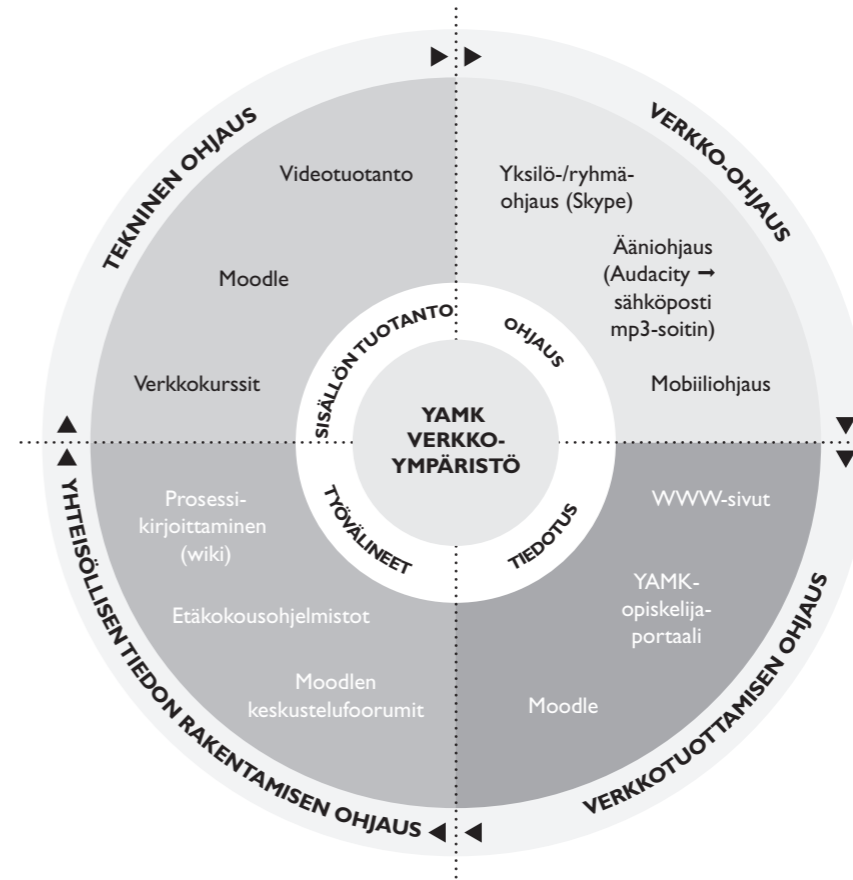 TEKNINEN OHJAUS
Videotuotanto
Moodle
Verkkokurssit
SISÄLLÖN TUOTANTO
VERKKO-OHJAUS
Yksilö-/ryhmä-
ohjaus (Skype)
Ääniohjaus
(Audacity ➞
sähköposti
mp3-soitin)
Mobiiliohjaus
OHJAUS
YAMK
VERKKO-
YMPÄRISTÖ
YHTEISÖLLISEN TIEDON RAKENTAMISEN OHJAUS
Prosessi-
kirjoittaminen
(wiki)
Etäkokousohjelmistot
Moodlen
keskustelufoorumit
TYÖVÄLINEET
TIEDOTUS
WWW-sivut
YAMK-
opiskelija-
portaali
Moodle
VERKKOTUOTTAMISEN OHJAUS